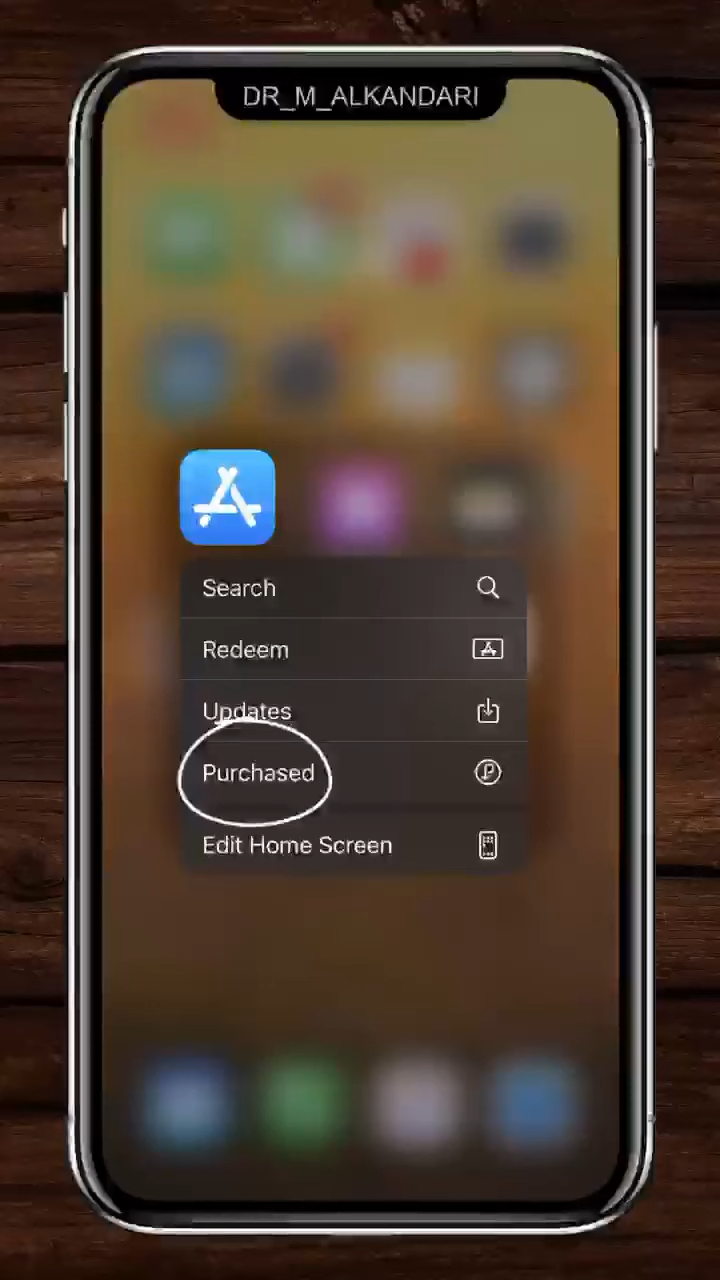 DR_M_ALKANDARI
Search
Redeem
Updates
Purchased
Edit Home Screen